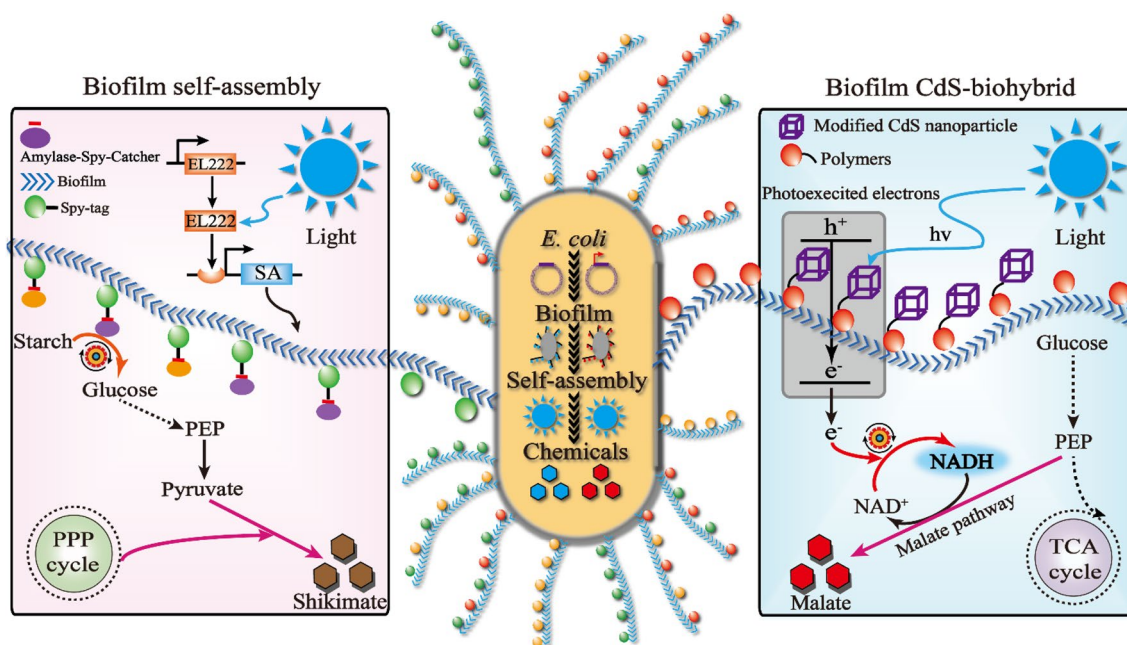 Biofilm self-assembly
Amylase-Spy-Catcher
Biofilm
Spy-tag
EL222
EL222
Light
SA
Starch
Glucose
PEP
Pyruvate
PPP
cycle
Shikimate
E. coli
Biofilm
Self-assembly
Chemicals
Biofilm CdS-biohybrid
Modified CdS nanoparticle
Polymers
Photoexecited electrons
h+
hv
Light
e-
e-
NADH
NAD+
Glucose
PEP
Malate pathway
Malate
TCA
cycle